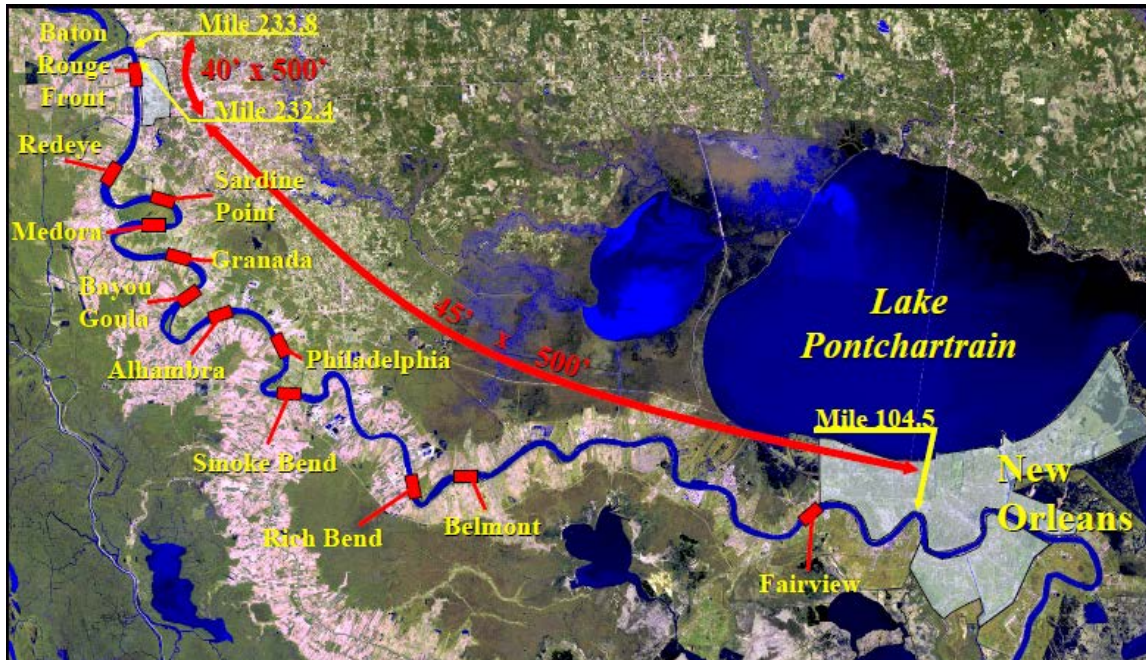 Baton
Rouge
Front
Mile 233.8
40’ x 500’
Mile 232.4
Redeye
Sardine
Point
Medora
Granada
Bayou
Goula
Alhambra
Philadelphia
45’ x 500’
Lake
Pontchartrain
Mile 104.5
Smoke Bend
Rich Bend
Belmont
New
Orleans
Fairview